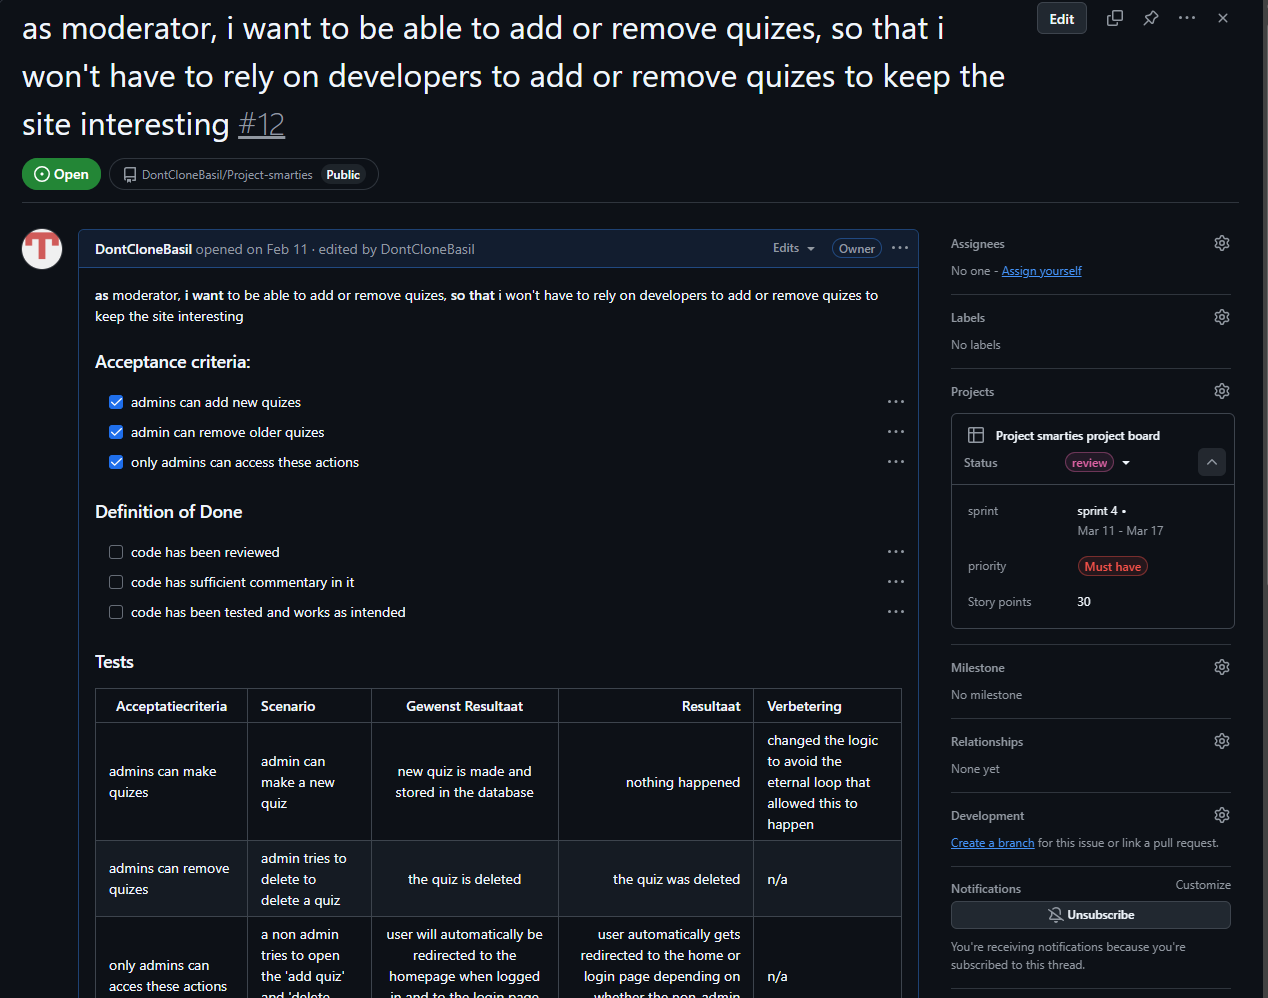 as moderator, i want to be able to add or remove quizes, so that i
won't have to rely on developers to add or remove quizes to keep the
site interesting #12
Edit
Open
DontCloneBasil/Project-smarties Public
DontCloneBasil opened on Feb 11 · edited by DontCloneBasil
Edits
Owner
as moderator, i want to be able to add or remove quizes, so that i won't have to rely on developers to add or remove quizes to
keep the site interesting
Acceptance criteria:
admins can add new quizes
admin can remove older quizes
only admins can access these actions
Definition of Done
code has been reviewed
code has sufficient commentary in it
code has been tested and works as intended
Tests
Acceptatiecriteria
Scenario
Gewenst Resultaat
Resultaat
Verbetering
admins can make
quizes
admin can
make a new
quiz
new quiz is made and
stored in the database
nothing happened
changed the logic
to avoid the
eternal loop that
allowed this to
happen
admins can remove
quizes
admin tries to
delete to
delete a quiz
the quiz is deleted
the quiz was deleted
n/a
only admins can
acces these actions
a non admin
tries to open
the 'add quiz'
and 'delete
user will automatically be
redirected to the
homepage when logged
in and to the login page
user automatically gets
redirected to the home or
login page depending on
whether the non-admin
n/a
Assignees
No one - Assign yourself
Labels
No labels
Projects
Project smarties project board
Status
review
sprint
sprint 4 •
Mar 11 - Mar 17
priority
Must have
Story points
30
Milestone
No milestone
Relationships
None yet
Development
Create a branch for this issue or link a pull request.
Notifications
Customize
Unsubscribe
You're receiving notifications because you're
subscribed to this thread.